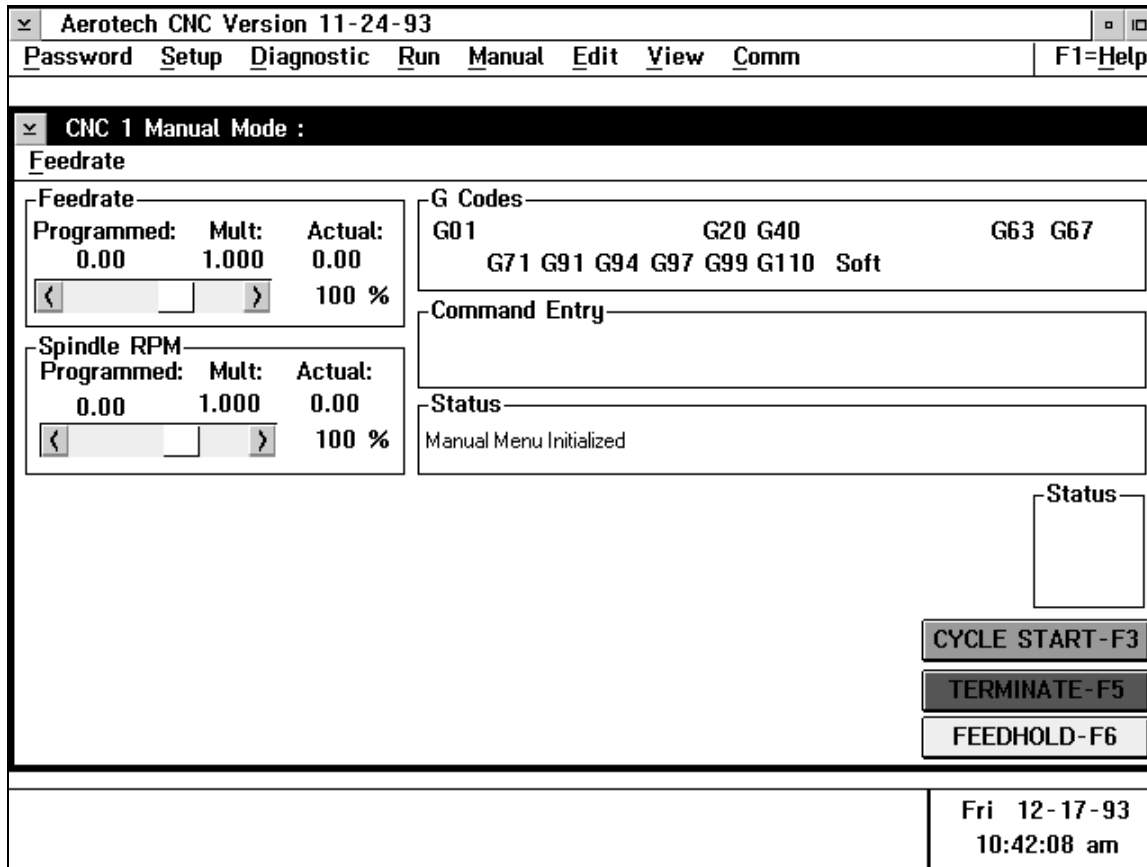 Aerotech CNC Version 11-24-93
Password Setup Diagnostic Run Manual Edit View Comm F1=Help
CNC 1 Manual Mode :
Feedrate
Feedrate
Programmed: Mult: Actual:
0.00 1.000 0.00
100 %
Spindle RPM
Programmed: Mult: Actual:
0.00 1.000 0.00
100 %
G Codes
G01 G20 G40 G63 G67
G71 G91 G94 G97 G99 G110 Soft
Command Entry
Status
Manual Menu Initialized
Status
CYCLE START-F3
TERMINATE-F5
FEEDHOLD-F6
Fri 12-17-93
10:42:08 am